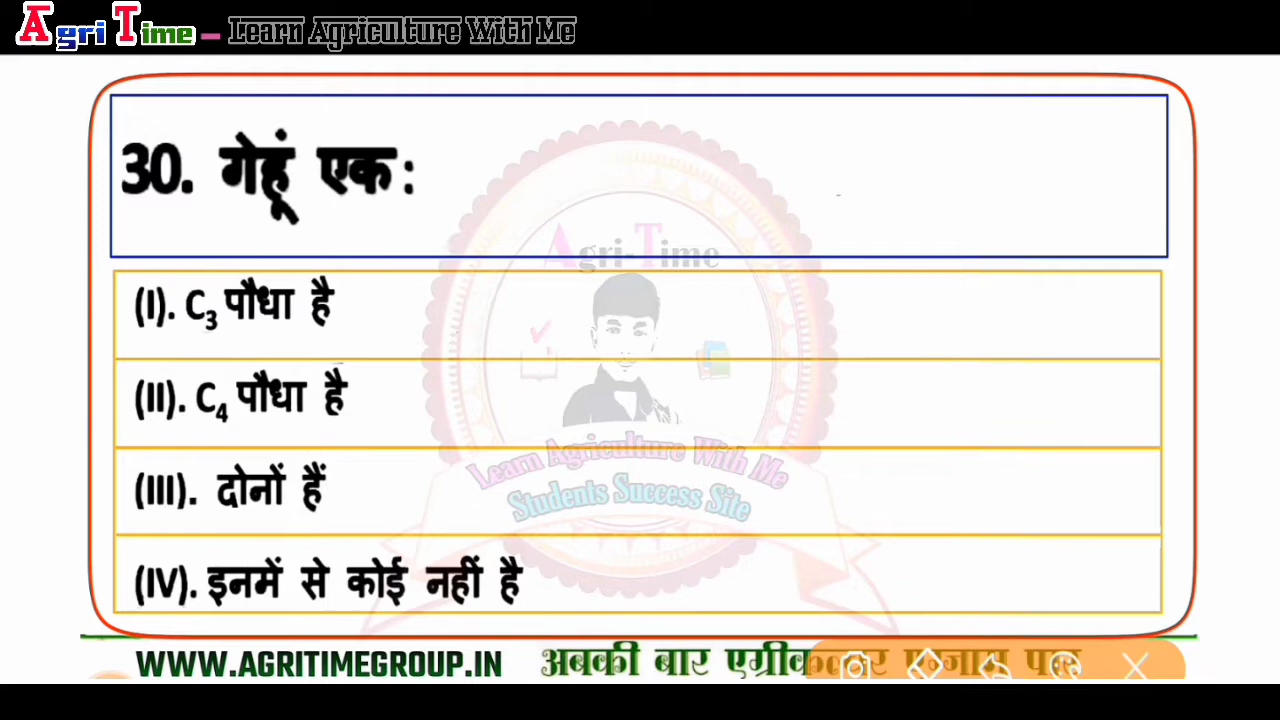 Agri Time – Learn Agriculture With Me
30. गेहूं एक:
Agri-Time
(I). C₃ पौधा है
(II). C₄ पौधा है
(III). दोनों हैं
Learn Agriculture With Me
Students Success Site
(IV). इनमें से कोई नहीं है
WWW.AGRITIMEGROUP.IN अबकी बार